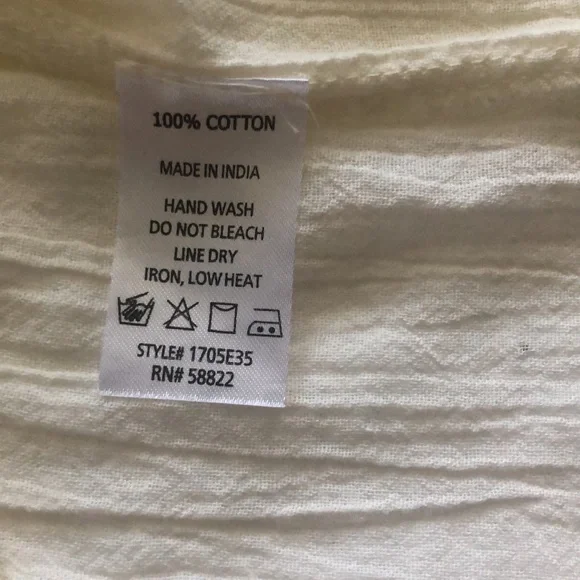 100% COTTON
MADE IN INDIA
HAND WASH
DO NOT BLEACH
LINE DRY
IRON, LOW HEAT
STYLE# 1705E35
RN# 58822